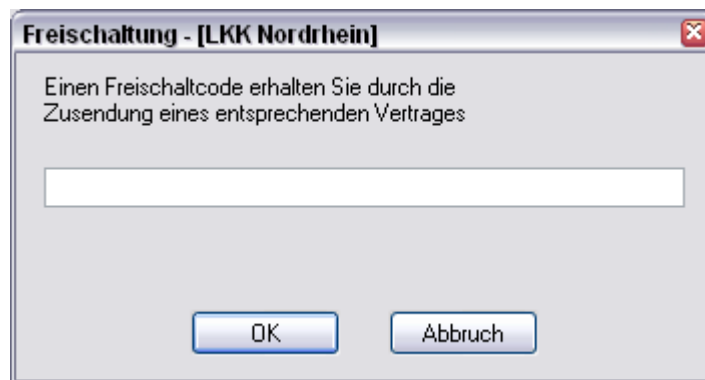 Freischaltung - [LKK Nordrhein]
Einen Freischaltcode erhalten Sie durch die
Zusendung eines entsprechenden Vertrages
OK
Abbruch